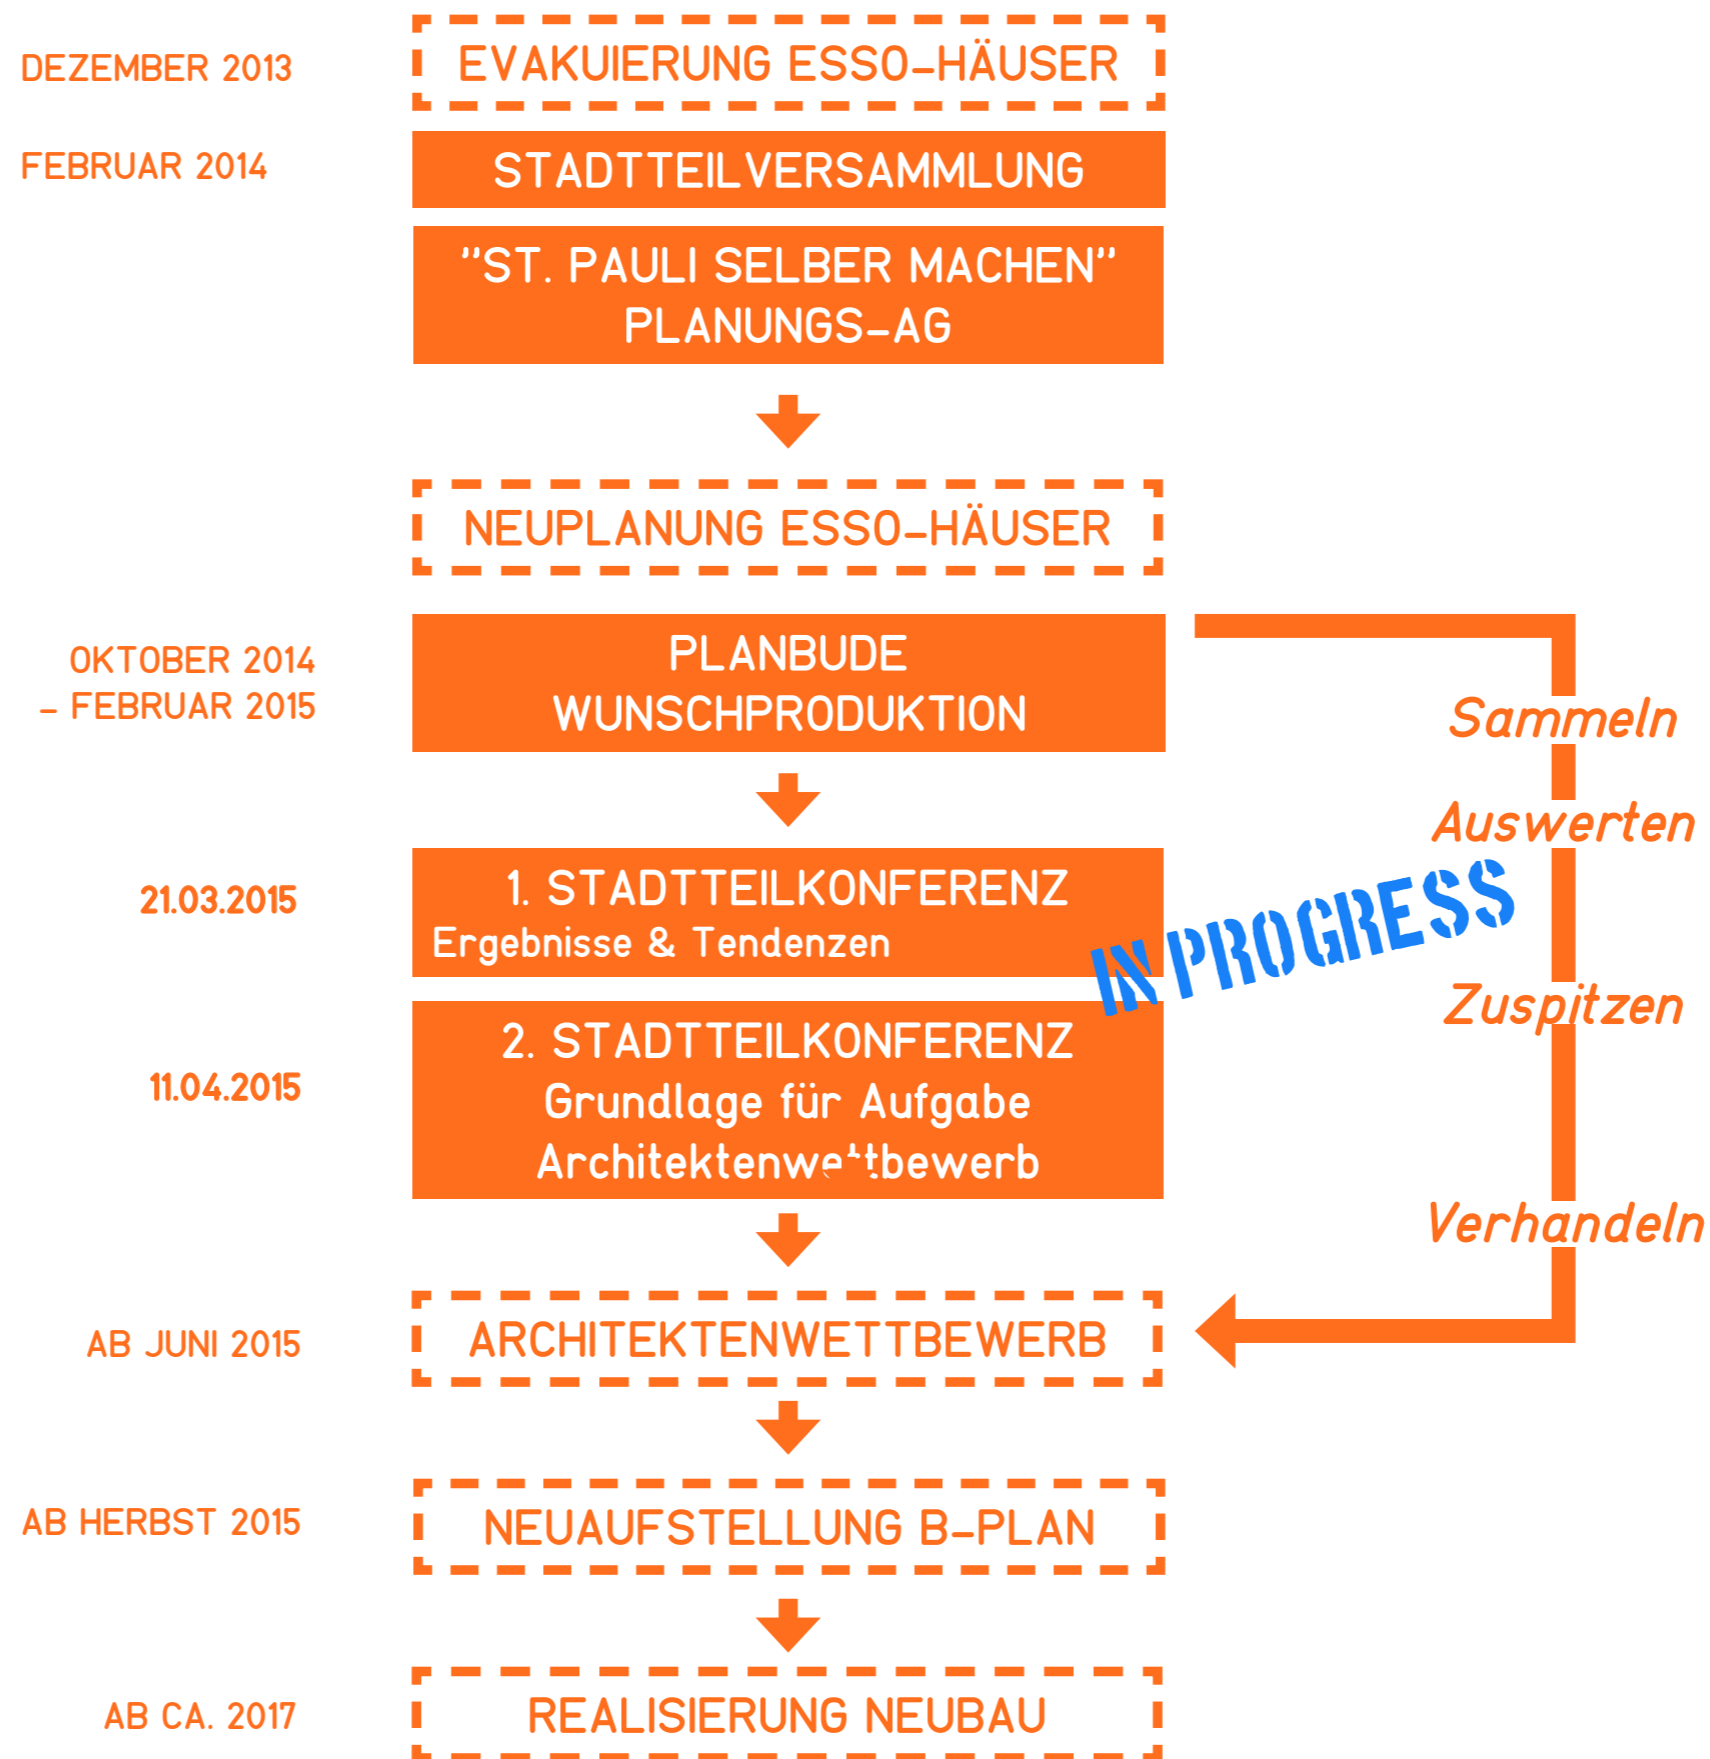 DEZEMBER 2013
EVAKUIERUNG ESSO-HÄUSER
FEBRUAR 2014
STADTTEILVERSAMMLUNG
"ST. PAULI SELBER MACHEN"
PLANUNGS-AG
NEUPLANUNG ESSO-HÄUSER
OKTOBER 2014
- FEBRUAR 2015
PLANBUDE
WUNSCHPRODUKTION
Sammeln
Auswerten
21.03.2015
1. STADTTEILKONFERENZ
Ergebnisse & Tendenzen
IN PROGRESS
Zuspitzen
11.04.2015
2. STADTTEILKONFERENZ
Grundlage für Aufgabe
Architektenwettbewerb
Verhandeln
AB JUNI 2015
ARCHITEKTENWETTBEWERB
AB HERBST 2015
NEUAUFSTELLUNG B-PLAN
AB CA. 2017
REALISIERUNG NEUBAU